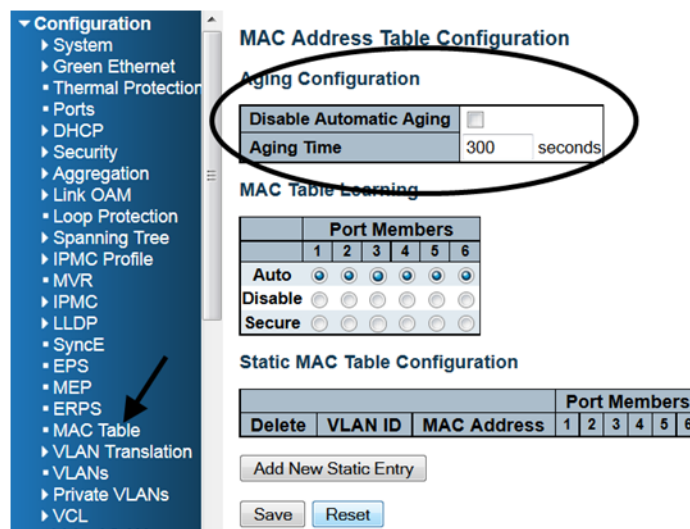 Configuration
System
Green Ethernet
Thermal Protection
Ports
DHCP
Security
Aggregation
Link OAM
Loop Protection
Spanning Tree
IPMC Profile
MVR
IPMC
LLDP
SyncE
EPS
MEP
ERPS
MAC Table
VLAN Translation
VLANs
Private VLANs
VCL
MAC Address Table Configuration
Aging Configuration
Disable Automatic Aging
Aging Time 300 seconds
MAC Table Learning
Port Members
1 2 3 4 5 6
Auto
Disable
Secure
Static MAC Table Configuration
Port Members
Delete VLAN ID MAC Address 1 2 3 4 5 6
Add New Static Entry
Save Reset